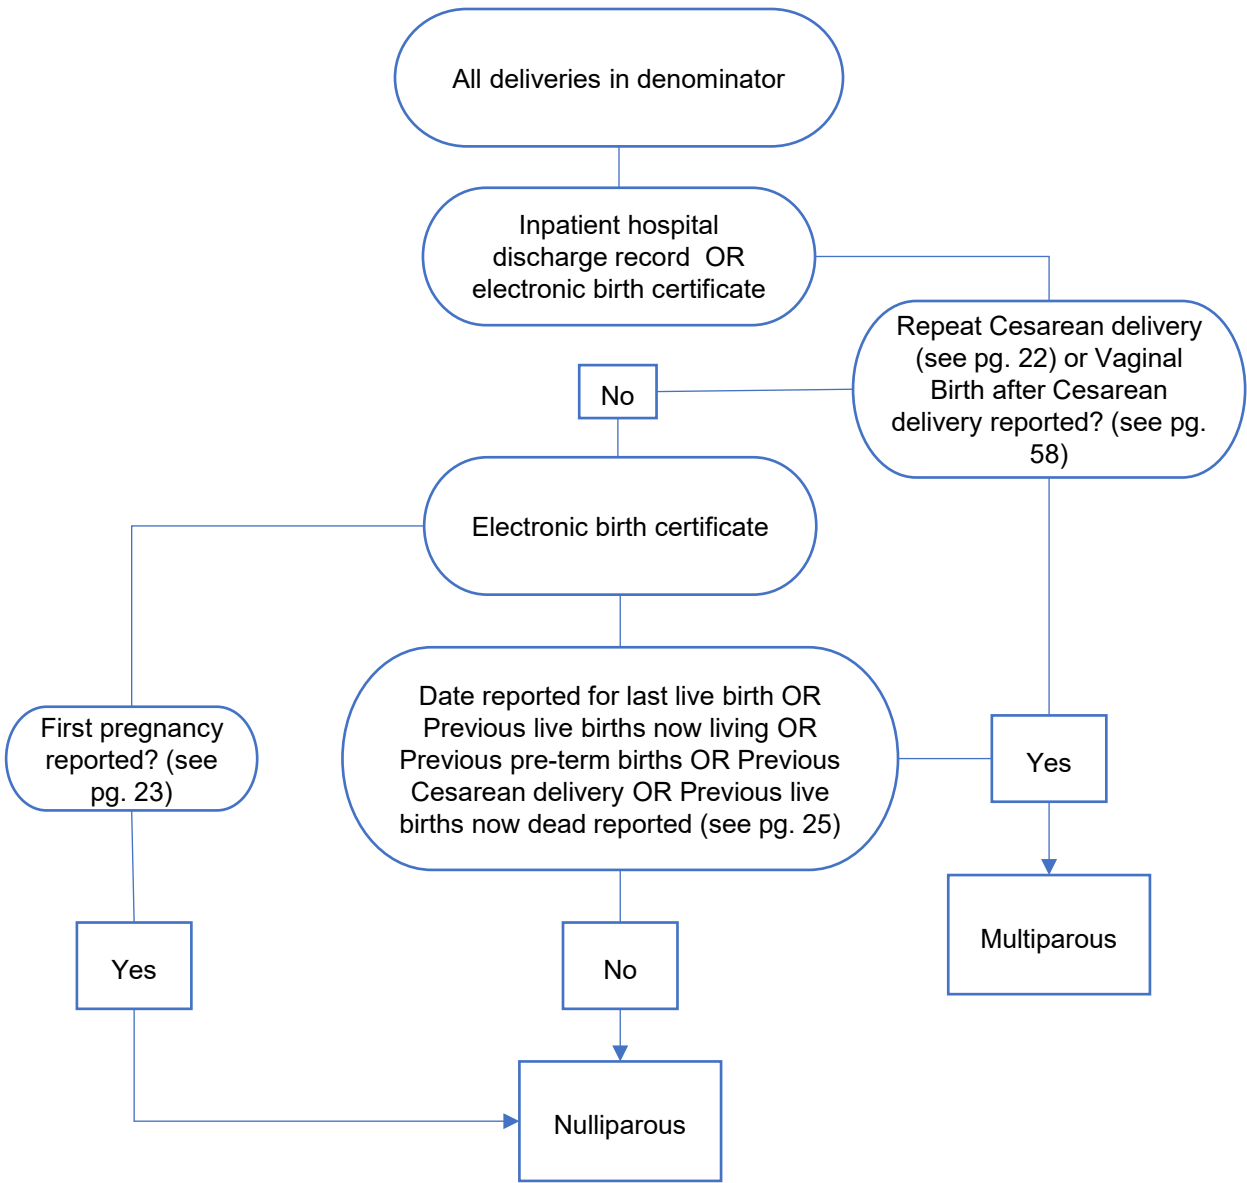 All deliveries in denominator
Inpatient hospital
discharge record  OR
electronic birth certificate
Repeat Cesarean delivery
(see pg. 22) or Vaginal
Birth after Cesarean
delivery reported? (see pg.
58)
No
Electronic birth certificate
Date reported for last live birth OR
Previous live births now living OR
Previous pre-term births OR Previous
Cesarean delivery OR Previous live
births now dead reported (see pg. 25)
First pregnancy
reported? (see
pg. 23)
Yes
Multiparous
Yes
No
Nulliparous